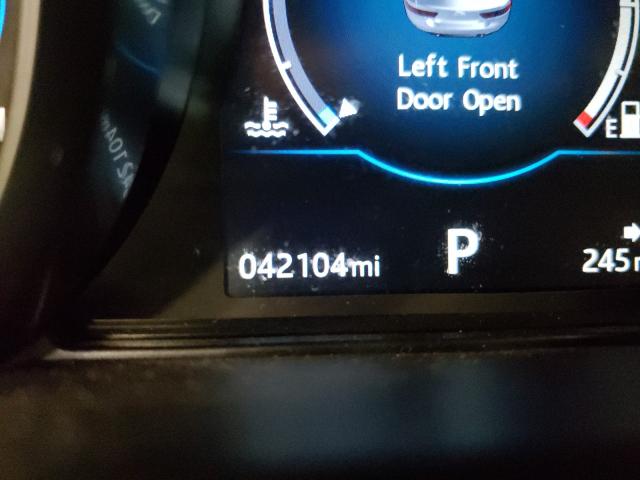 Left Front
Door Open
E
042104mi
P
245